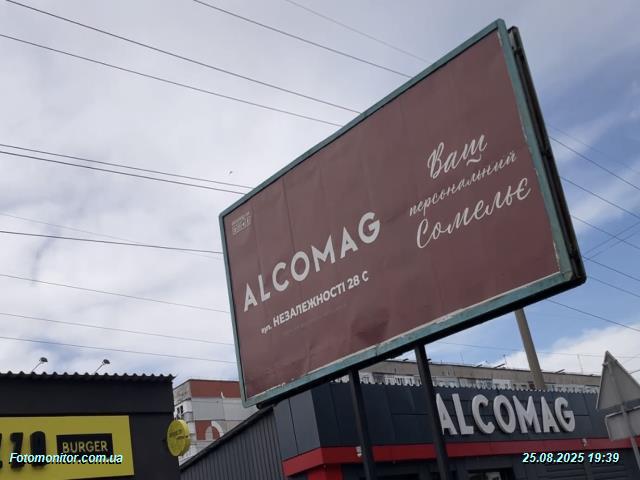 Ваш
персональний
Сомельє
ALCOMAG
вул. НЕЗАЛЕЖНОСТІ 28 С
ALCOMAG
BURGER
Fotomonitor.com.ua
25.08.2025 19:39